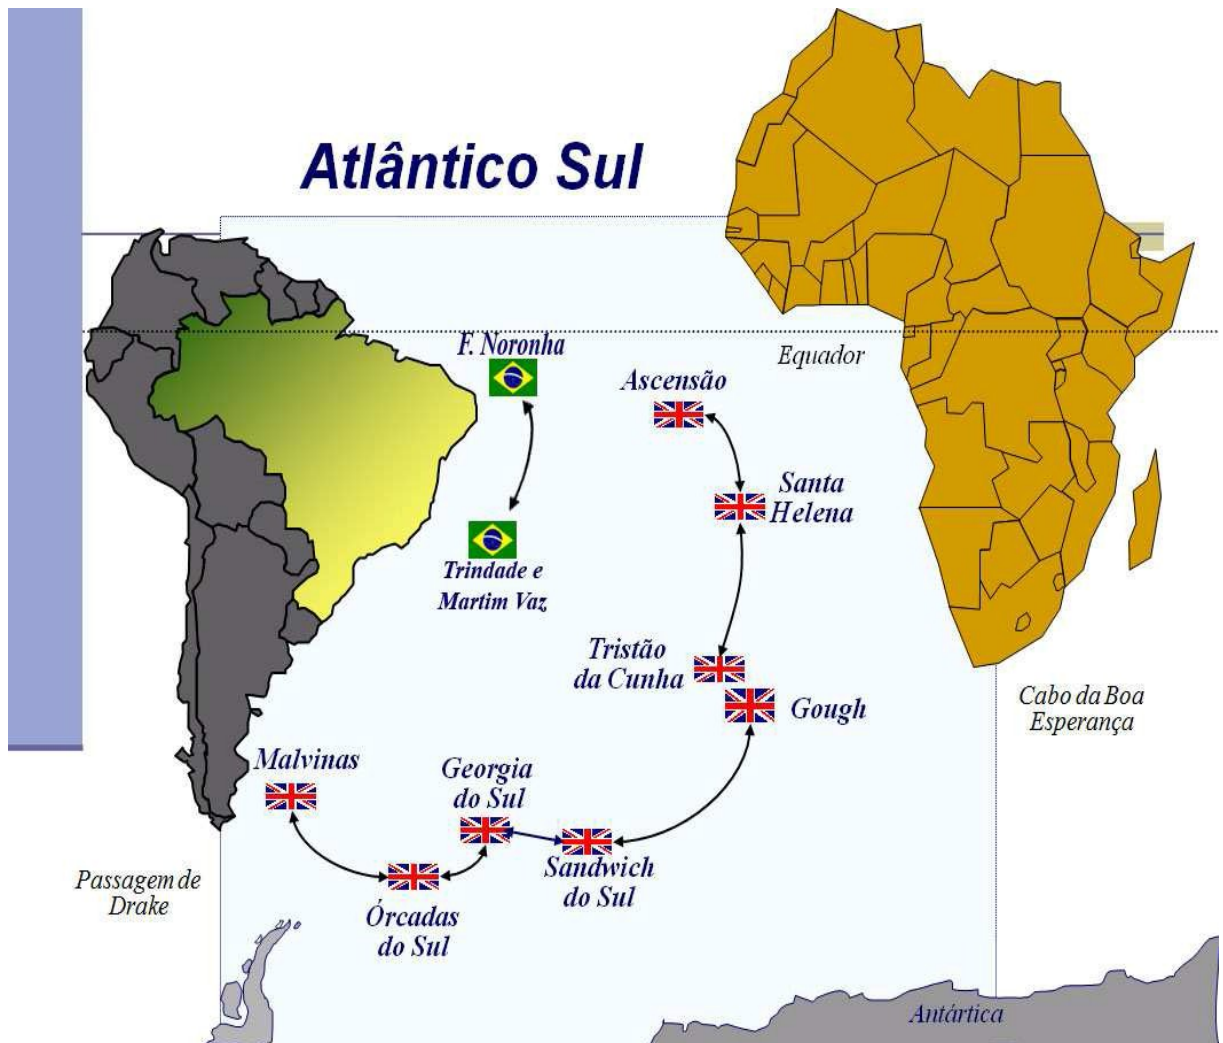 Atlântico Sul
F. Noronha
Equador
Ascensão
Santa
Helena
Trindade e
Martim Vaz
Tristão
da Cunha
Gough
Cabo da Boa
Esperança
Malvinas
Georgia
do Sul
Sandwich
do Sul
Passagem de
Drake
Órcadas
do Sul
Antártica